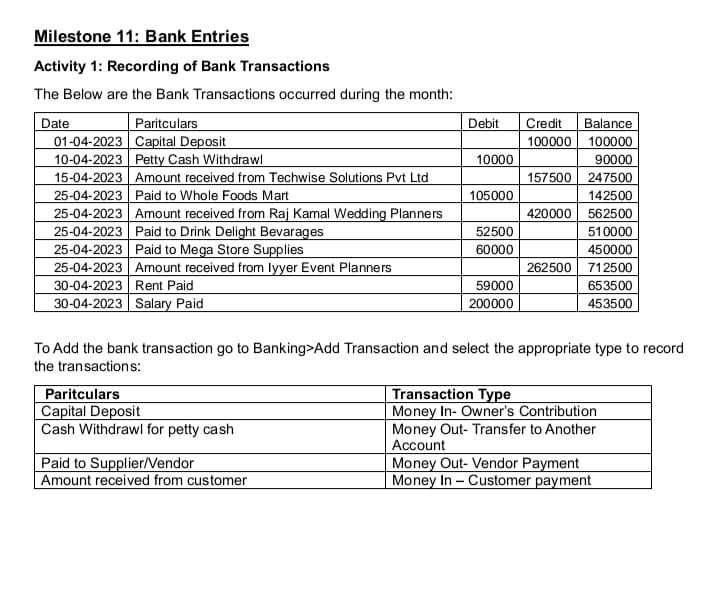 Milestone 11: Bank Entries
Activity 1: Recording of Bank Transactions
The Below are the Bank Transactions occurred during the month:
Date Paritculars Debit Credit Balance
01-04-2023 Capital Deposit 100000 100000
10-04-2023 Petty Cash Withdrawl 10000 90000
15-04-2023 Amount received from Techwise Solutions Pvt Ltd 157500 247500
25-04-2023 Paid to Whole Foods Mart 105000 142500
25-04-2023 Amount received from Raj Kamal Wedding Planners 420000 562500
25-04-2023 Paid to Drink Delight Bevarages 52500 510000
25-04-2023 Paid to Mega Store Supplies 60000 450000
25-04-2023 Amount received from Iyyer Event Planners 262500 712500
30-04-2023 Rent Paid 59000 653500
30-04-2023 Salary Paid 200000 453500
To Add the bank transaction go to Banking>Add Transaction and select the appropriate type to record
the transactions:
Paritculars Transaction Type
Capital Deposit Money In- Owner's Contribution
Cash Withdrawl for petty cash Money Out- Transfer to Another
Account
Paid to Supplier/Vendor Money Out- Vendor Payment
Amount received from customer Money In – Customer payment